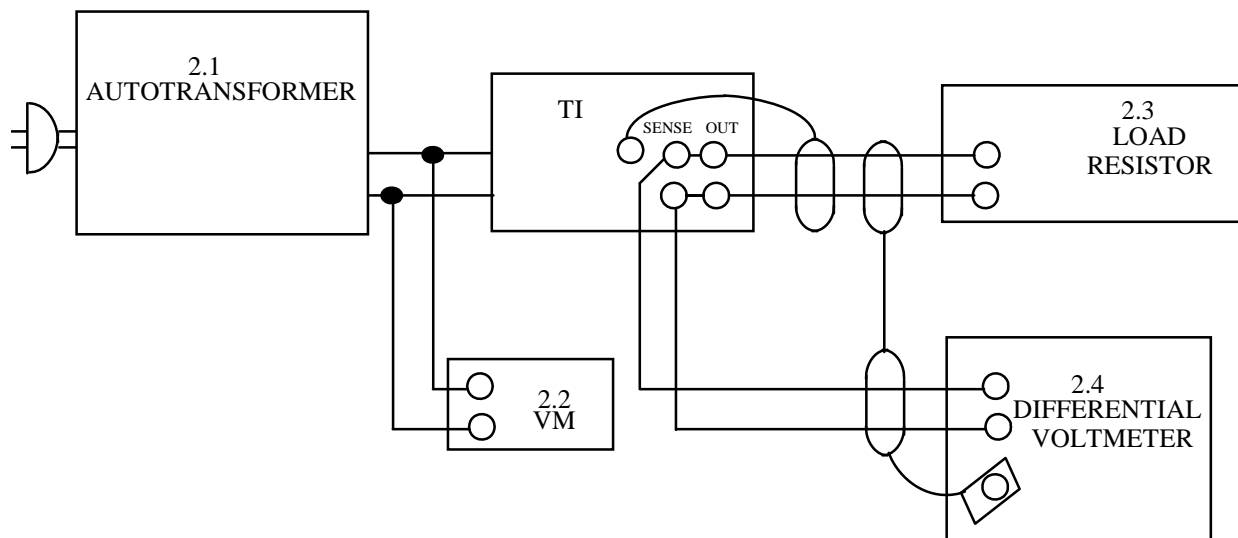 2.1
AUTOTRANSFORMER
TI
SENSE OUT
2.3
LOAD
RESISTOR
2.2
VM
2.4
DIFFERENTIAL
VOLTMETER